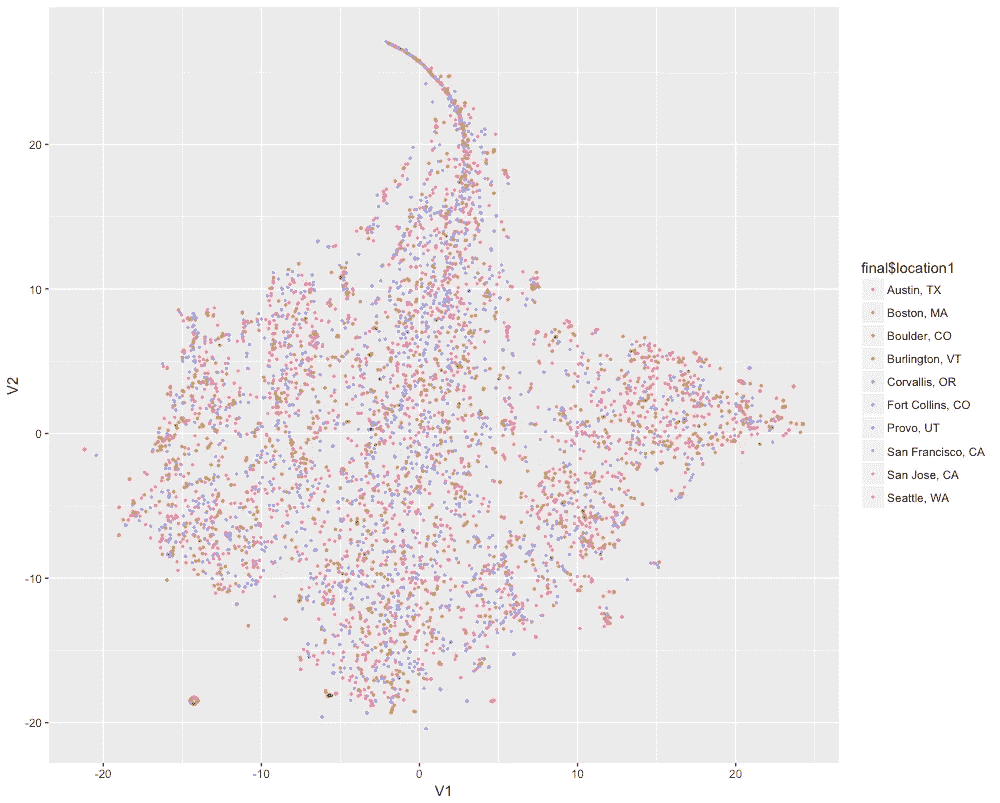 20
10
0
-10
-20
V2
-20
-10
0
10
20
V1
final$location1
Austin, TX
Boston, MA
Boulder, CO
Burlington, VT
Corvallis, OR
Fort Collins, CO
Provo, UT
San Francisco, CA
San Jose, CA
Seattle, WA